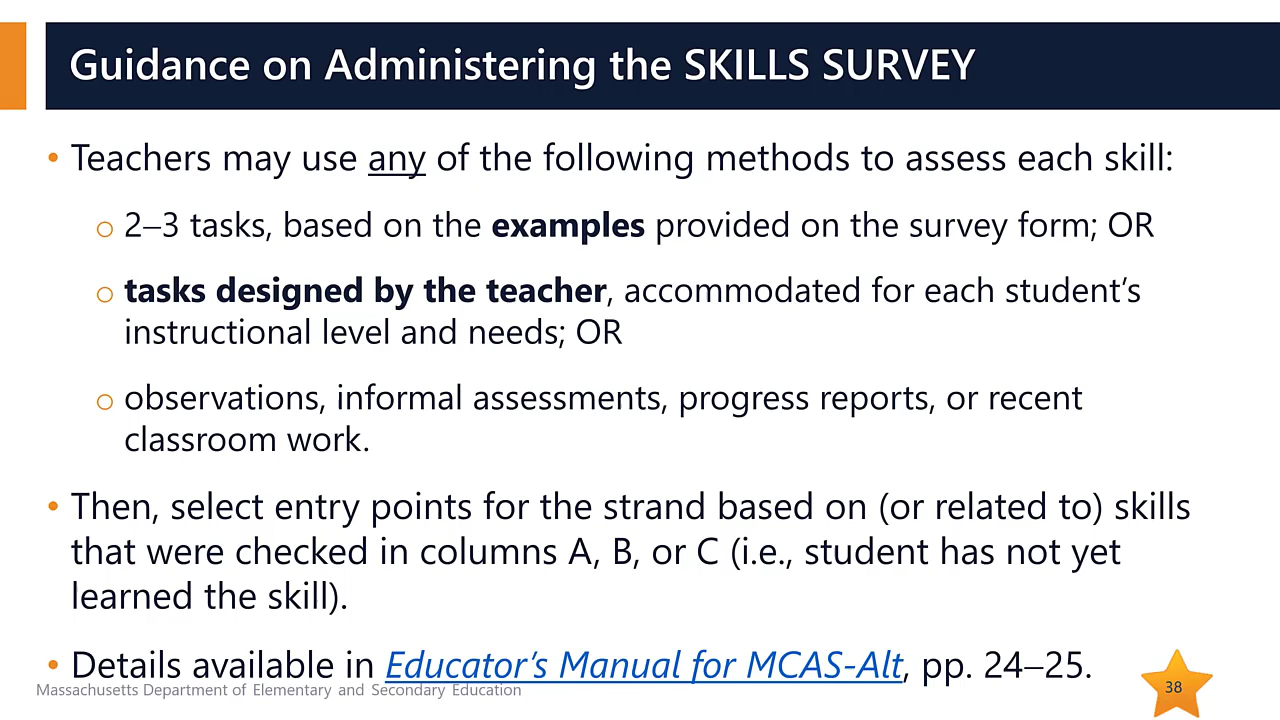 Guidance on Administering the SKILLS SURVEY
• Teachers may use any of the following methods to assess each skill:
o 2–3 tasks, based on the examples provided on the survey form; OR
o tasks designed by the teacher, accommodated for each student’s
instructional level and needs; OR
o observations, informal assessments, progress reports, or recent
classroom work.
• Then, select entry points for the strand based on (or related to) skills
that were checked in columns A, B, or C (i.e., student has not yet
learned the skill).
• Details available in Educator’s Manual for MCAS-Alt, pp. 24–25.
Massachusetts Department of Elementary and Secondary Education
38